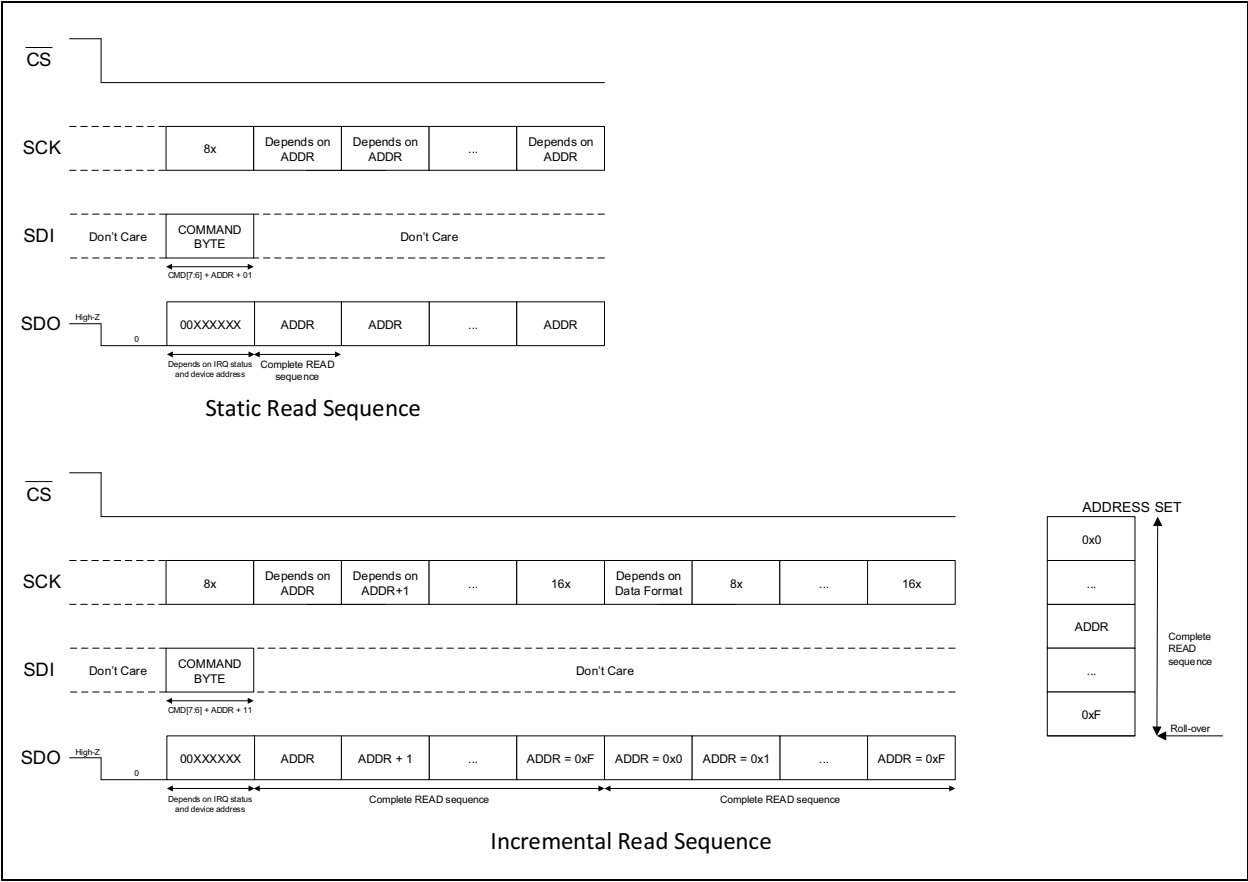 CS
SCK
8x
Depends on
ADDR
Depends on
ADDR
...
Depends on
ADDR
SDI
Don't Care
COMMAND
BYTE
Don't Care
CMD[7:6] + ADDR + 01
SDO
High-Z
0
00XXXXXX
ADDR
ADDR
...
ADDR
Depends on IRQ status
and device address
Complete READ
sequence
Static Read Sequence
CS
SCK
8x
Depends on
ADDR
Depends on
ADDR+1
...
16x
Depends on
Data Format
8x
...
16x
SDI
Don't Care
COMMAND
BYTE
Don't Care
CMD[7:6] + ADDR + 11
SDO
High-Z
0
00XXXXXX
ADDR
ADDR + 1
...
ADDR = 0xF
ADDR = 0x0
ADDR = 0x1
...
ADDR = 0xF
Depends on IRQ status
and device address
Complete READ sequence
Complete READ sequence
Incremental Read Sequence
ADDRESS SET
0x0
...
ADDR
...
0xF
Complete
READ
sequence
Roll-over